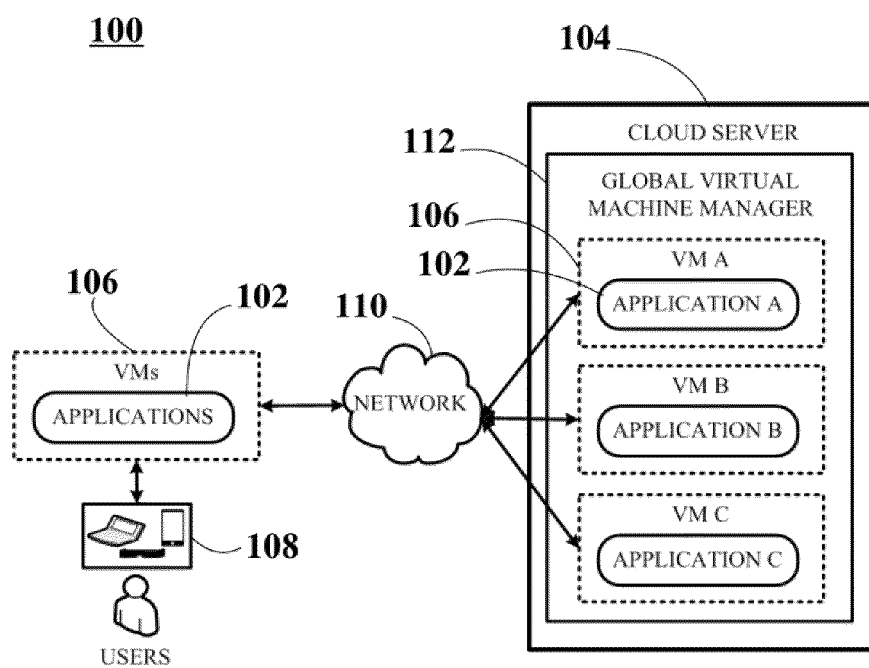 100
104
CLOUD SERVER
112
GLOBAL VIRTUAL
MACHINE MANAGER
106
VM A
102
APPLICATION A
106
102
110
VMs
APPLICATIONS
NETWORK
VM B
APPLICATION B
VM C
APPLICATION C
108
USERS